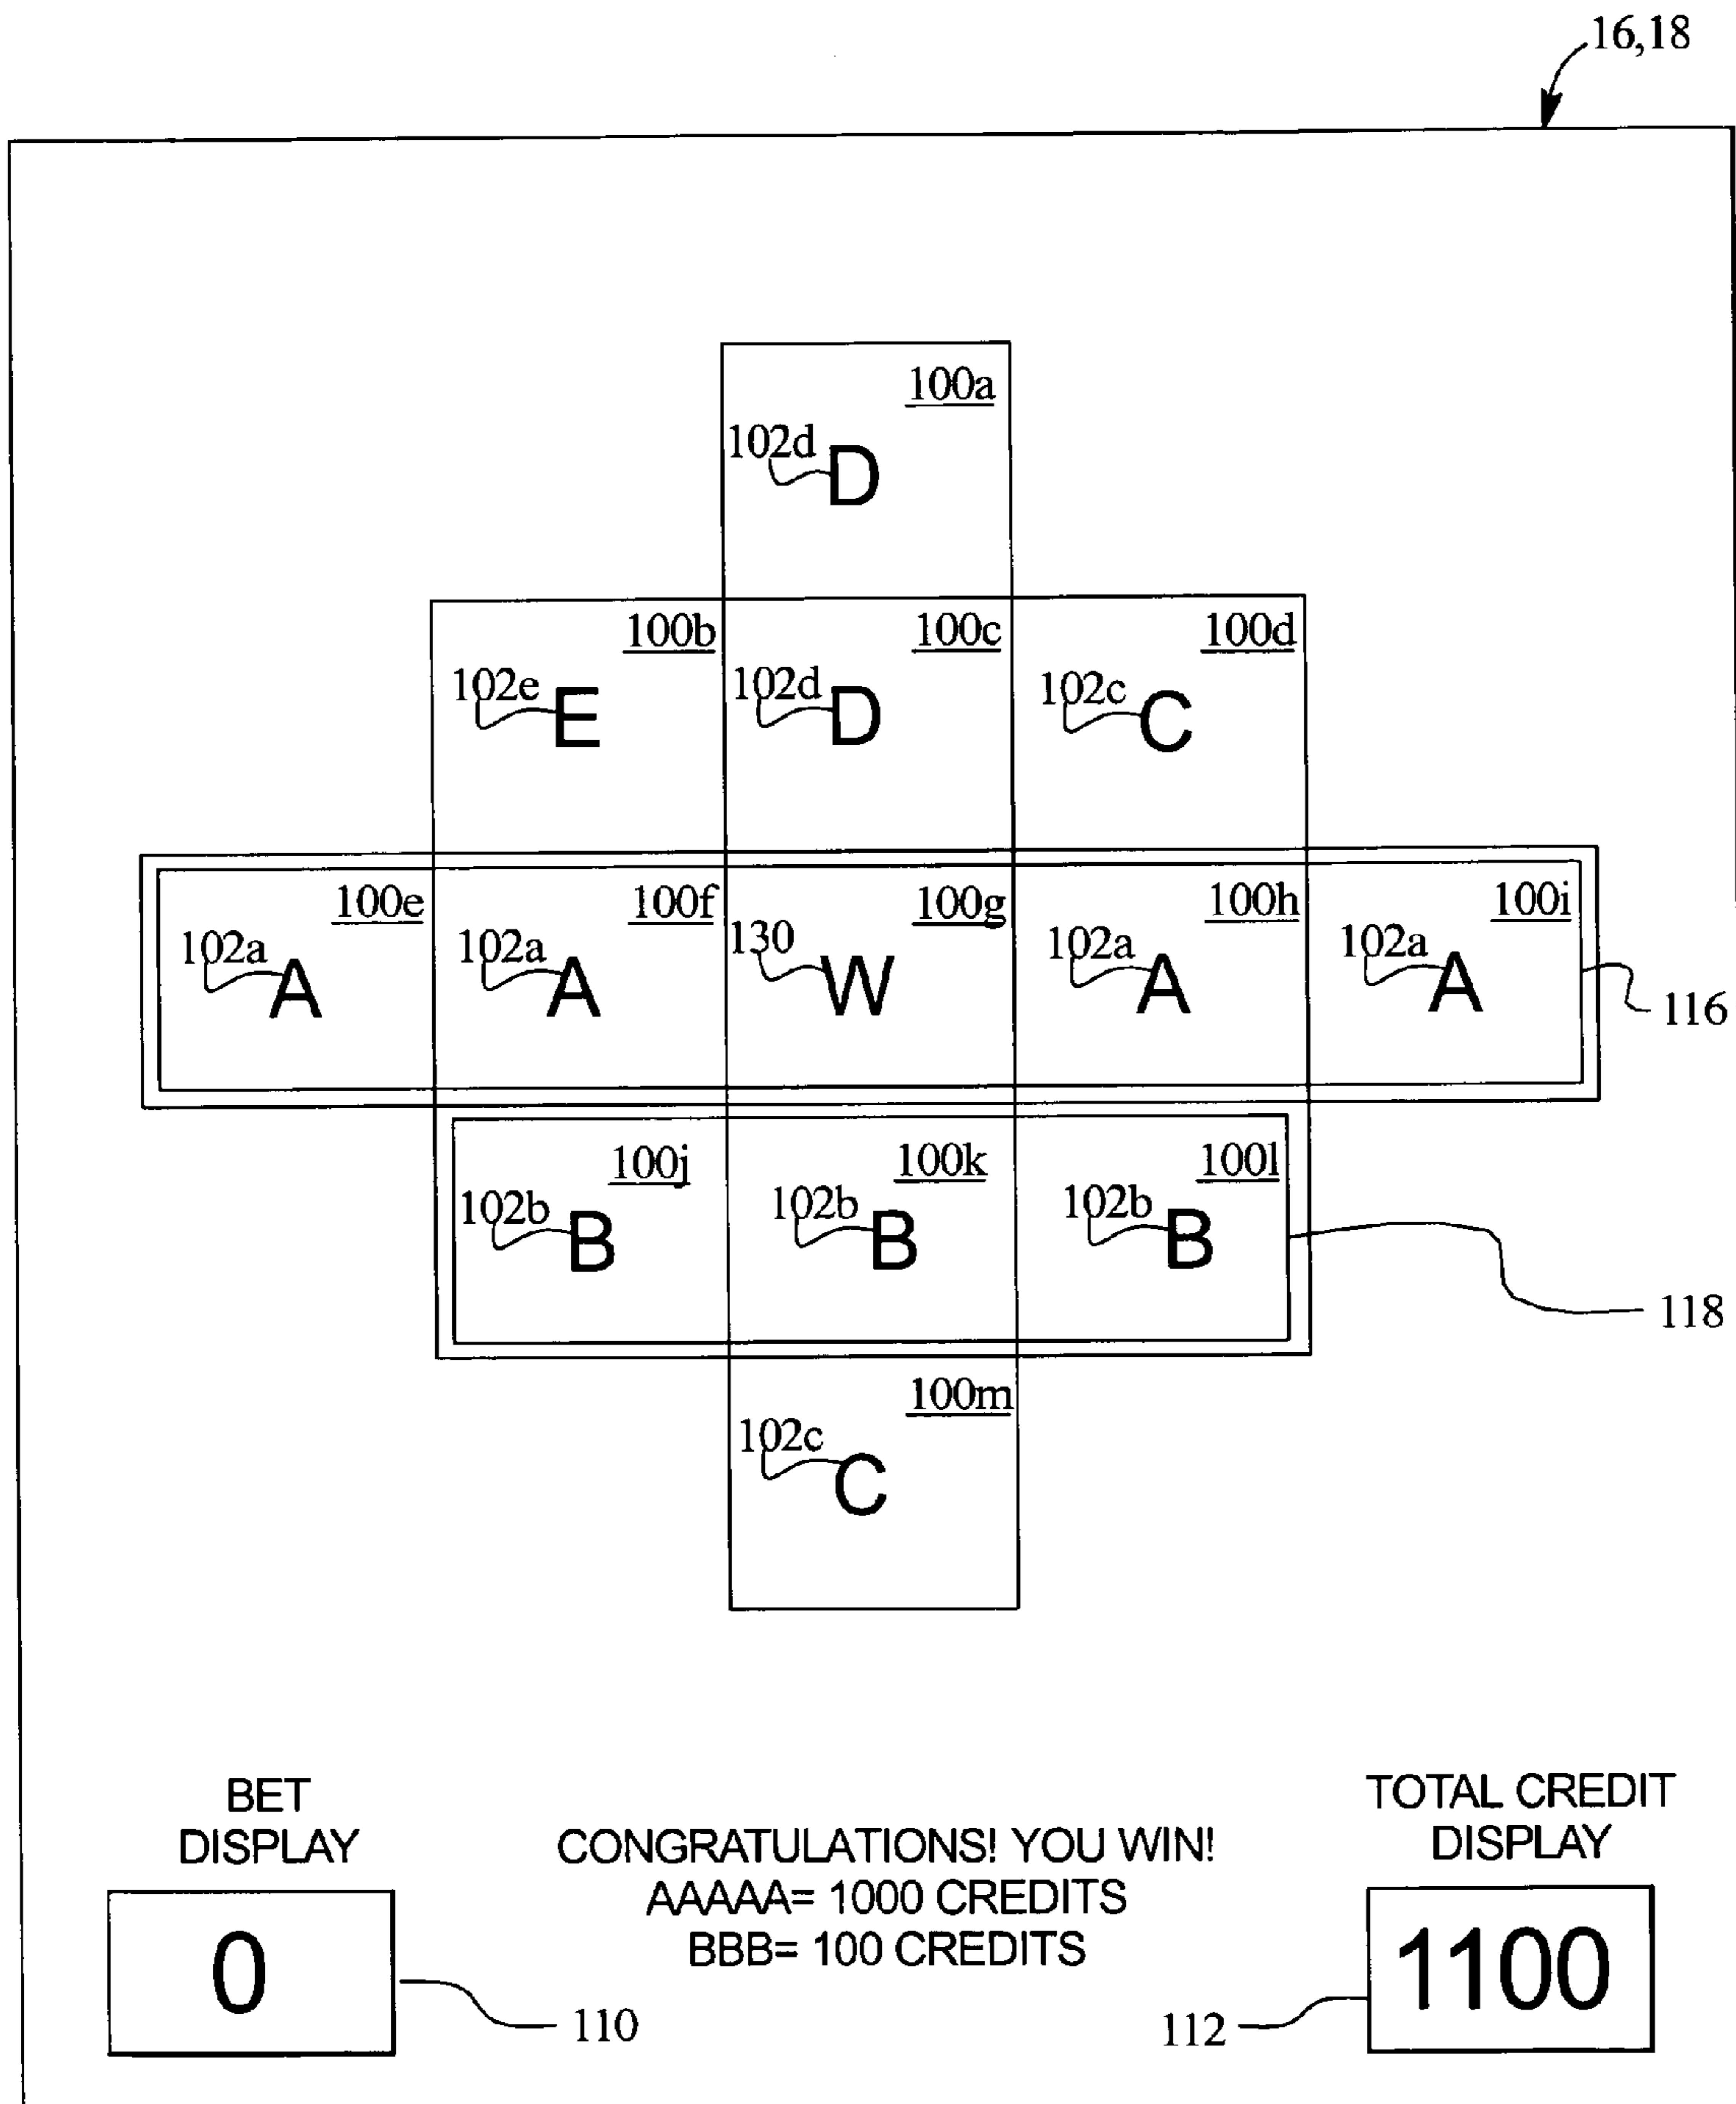 16,18
100a
102d
D
100b 100c 100d
102e 102d 102c
E D C
100e 100f 100g 100h 100i
102a 102a 130 102a 102a
A A W A A
116
100j 100k 100l
102b 102b 102b
B B B
118
100m
102c
C
BET
DISPLAY
0
110
CONGRATULATIONS! YOU WIN!
AAAAA= 1000 CREDITS
BBB= 100 CREDITS
TOTAL CREDIT
DISPLAY
1100
112